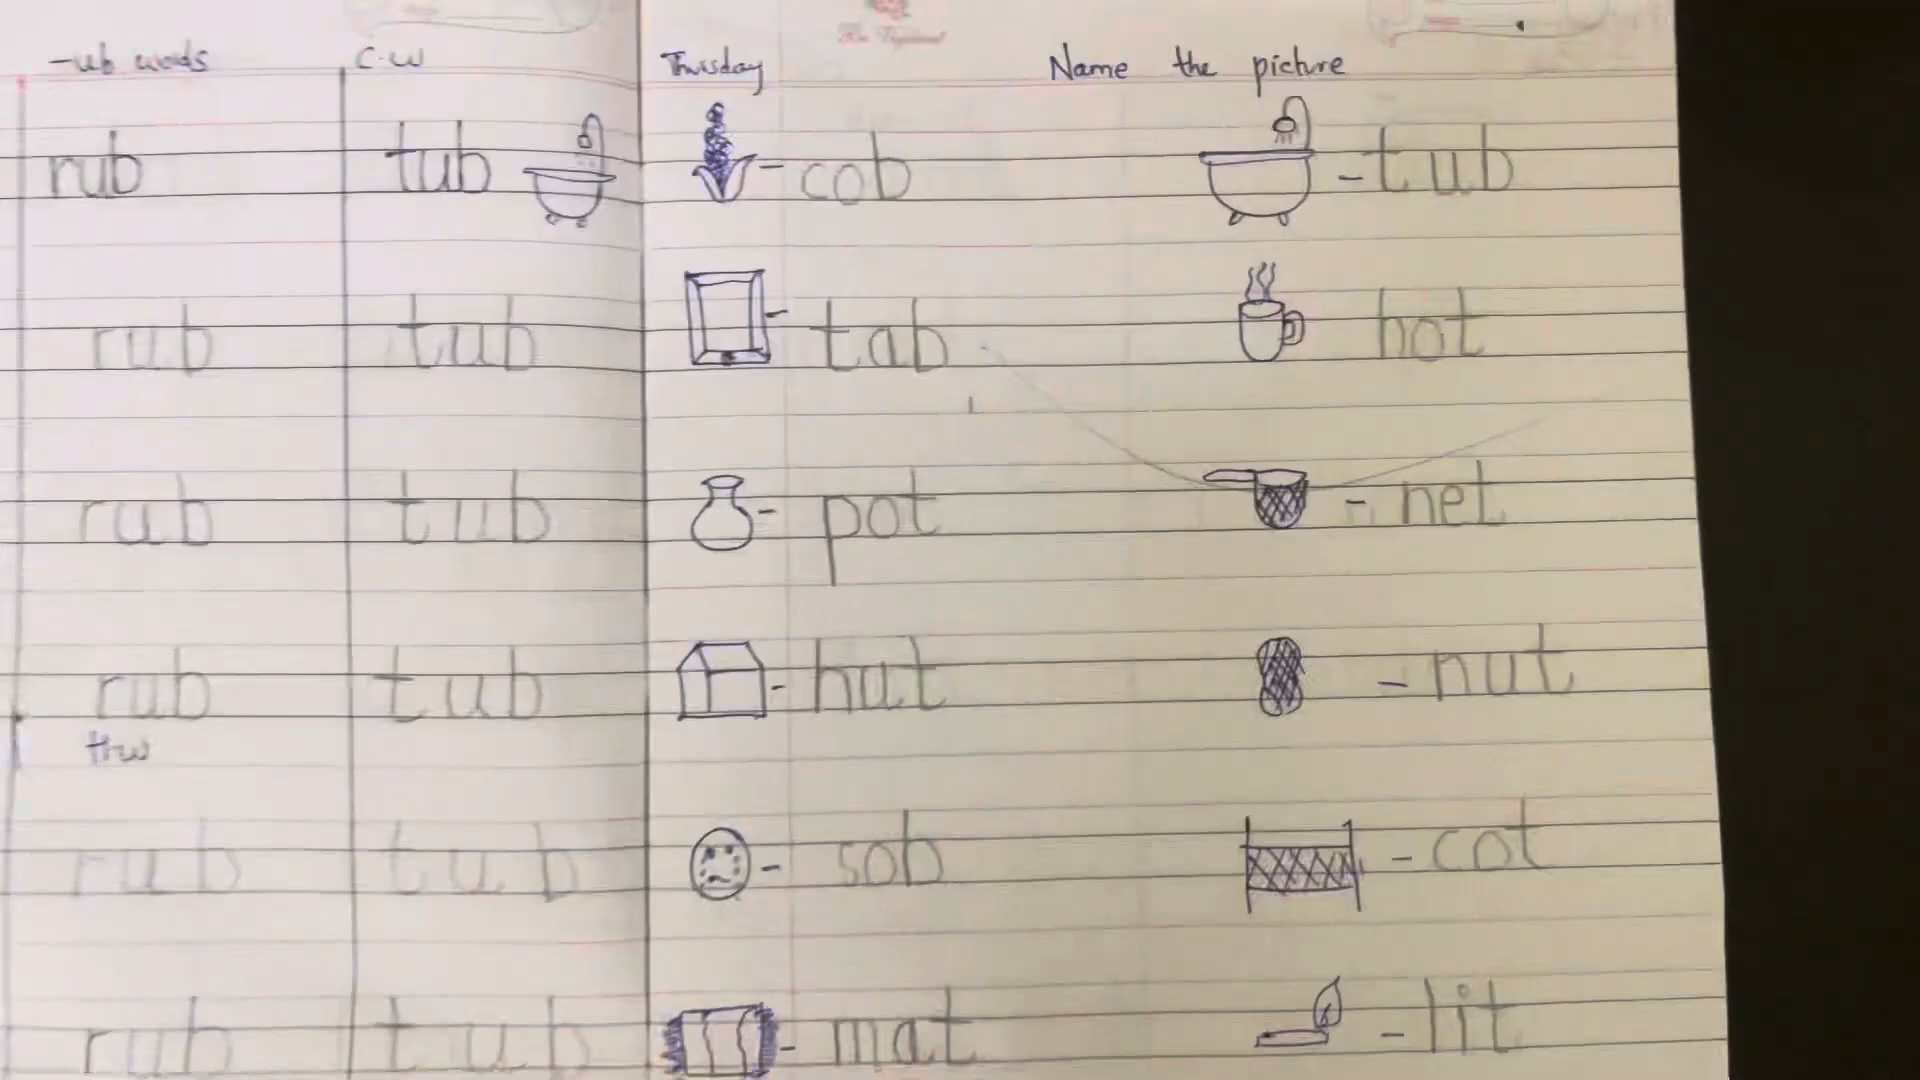 -ub words C.W
rub tub
rub tub
rub tub
rub tub
H.W
rub tub
rub tub
Thursday Name the picture
- cob - tub
- tab hot
- pot - net
- hut - nut
- sob - cot
- mat - lit